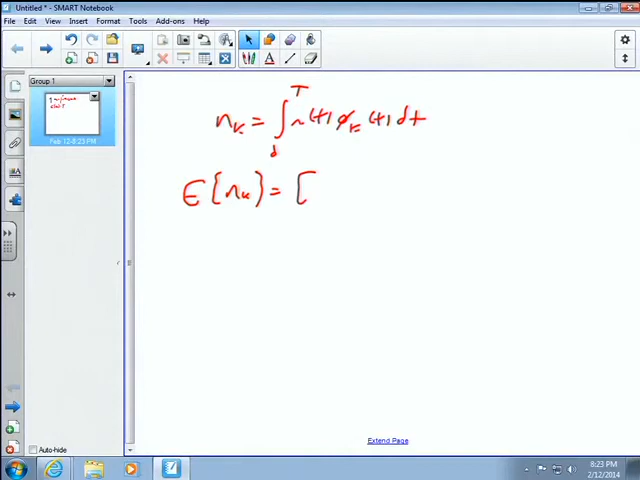 Untitled * - SMART Notebook
File Edit View Insert Format Tools Add-ons Help
Group 1
Feb 12-8:23 PM
n_k = ∫_0^T n(t) ϕ_k(t) dt
E{n_k} = [
Extend Page
Auto-hide
8:23 PM
2/12/2014